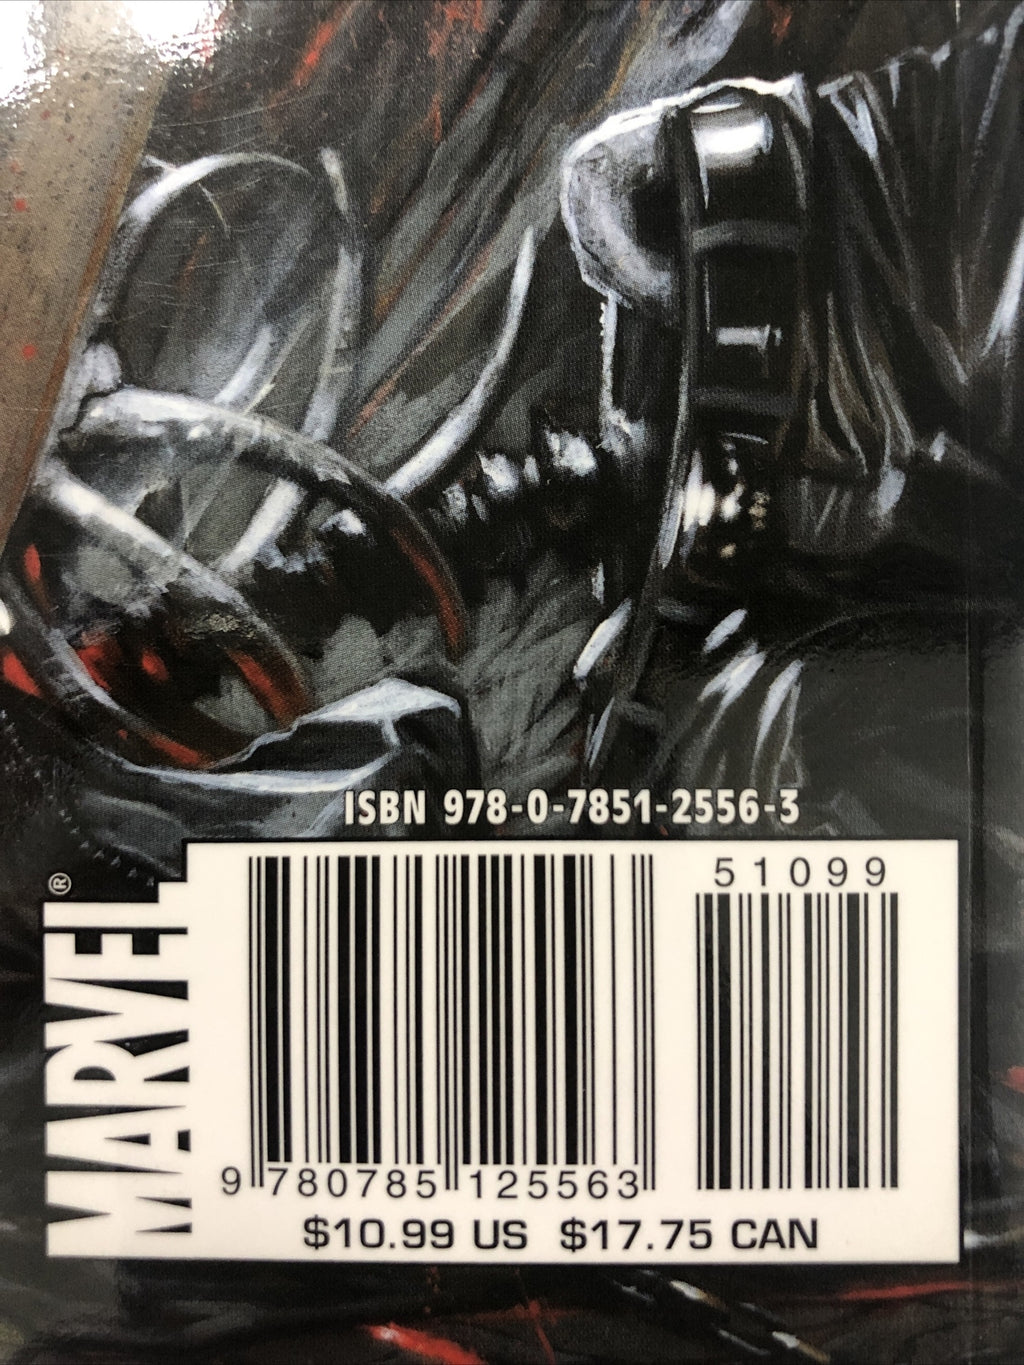 ISBN 978-0-7851-2556-3
51099
MARVEL®
9 780785 125563
$10.99 US $17.75 CAN